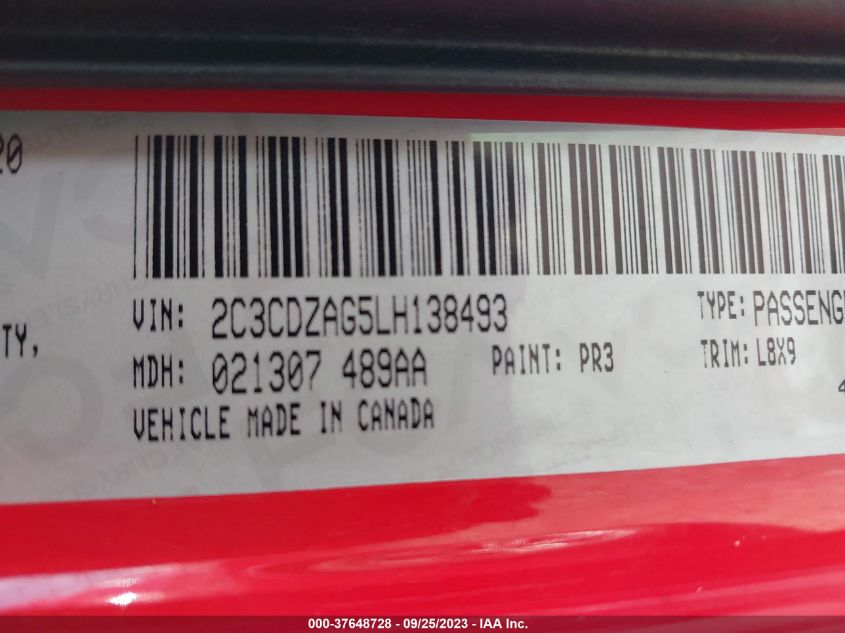 20
VIN: 2C3CDZAG5LH138493
TYPE: PASSENG
TY,
MDH: 021307 489AA
PAINT: PR3
TRIM: L8X9
4
VEHICLE MADE IN CANADA
000-37648728 - 09/25/2023 - IAA Inc.